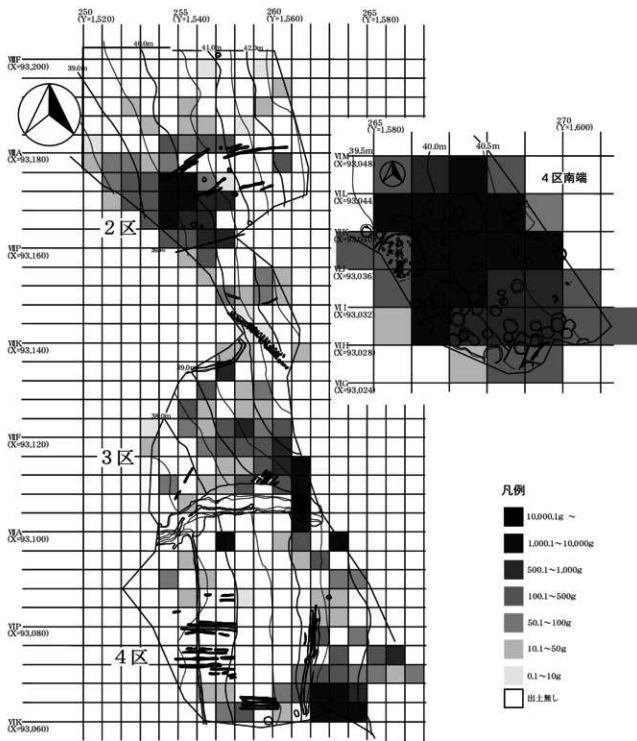 250
(Y=1,520)
255
(Y=1,540)
260
(Y=1,560)
265
(Y=1,580)
39.0m
40.0m
41.0m
42.0m
(X=93,200)
ⅦA
(X=93,180)
2区
ⅦP
(X=93,160)
ⅦK
(X=93,140)
39.0m
38.0m
ⅦF
(X=93,120)
3区
ⅦA
(X=93,100)
ⅥP
(X=93,080)
4区
ⅥK
(X=93,060)
265
(Y=1,580)
270
(Y=1,600)
39.5m
40.0m
40.5m
4区南端
ⅥM
(X=93,048)
ⅥL
(X=93,044)
ⅥK
(X=93,040)
ⅥJ
(X=93,036)
ⅥI
(X=93,032)
ⅥH
(X=93,028)
ⅥG
(X=93,024)
凡例
10,000.1g ~
1,000.1~10,000g
500.1~1,000g
100.1~500g
50.1~100g
10.1~50g
0.1~10g
出土無し